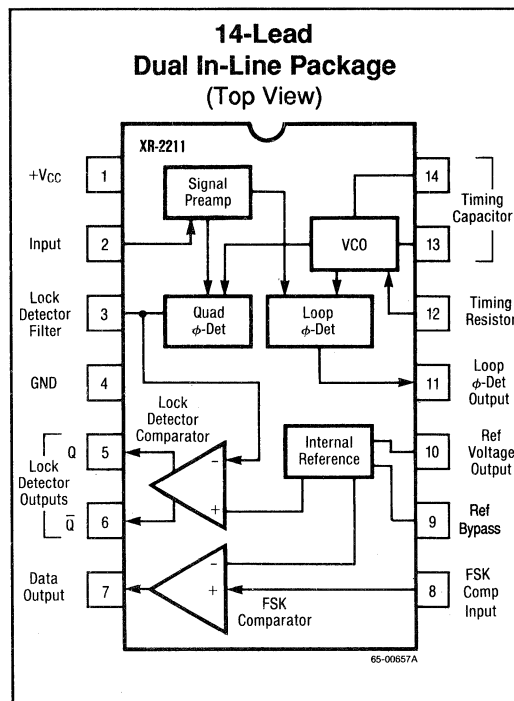 14-Lead
Dual In-Line Package
(Top View)
XR-2211
+VCC
1
Signal
Preamp
14
Timing
Capacitor
Input
2
VCO
13
Lock
Detector
Filter
3
Quad
ϕ-Det
Loop
ϕ-Det
12
Timing
Resistor
GND
4
11
Loop
ϕ-Det
Output
Lock
Detector
Comparator
Lock
Detector
Outputs
Q
5
-
+
Internal
Reference
10
Ref
Voltage
Output
Q̅
6
9
Ref
Bypass
Data
Output
7
-
+
FSK
Comparator
8
FSK
Comp
Input
65-00657A